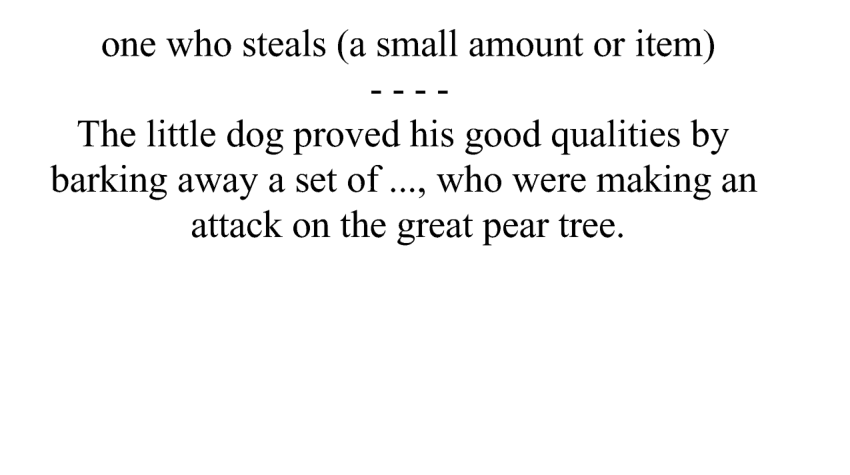 one who steals (a small amount or item)
- - - -
The little dog proved his good qualities by
barking away a set of ..., who were making an
attack on the great pear tree.